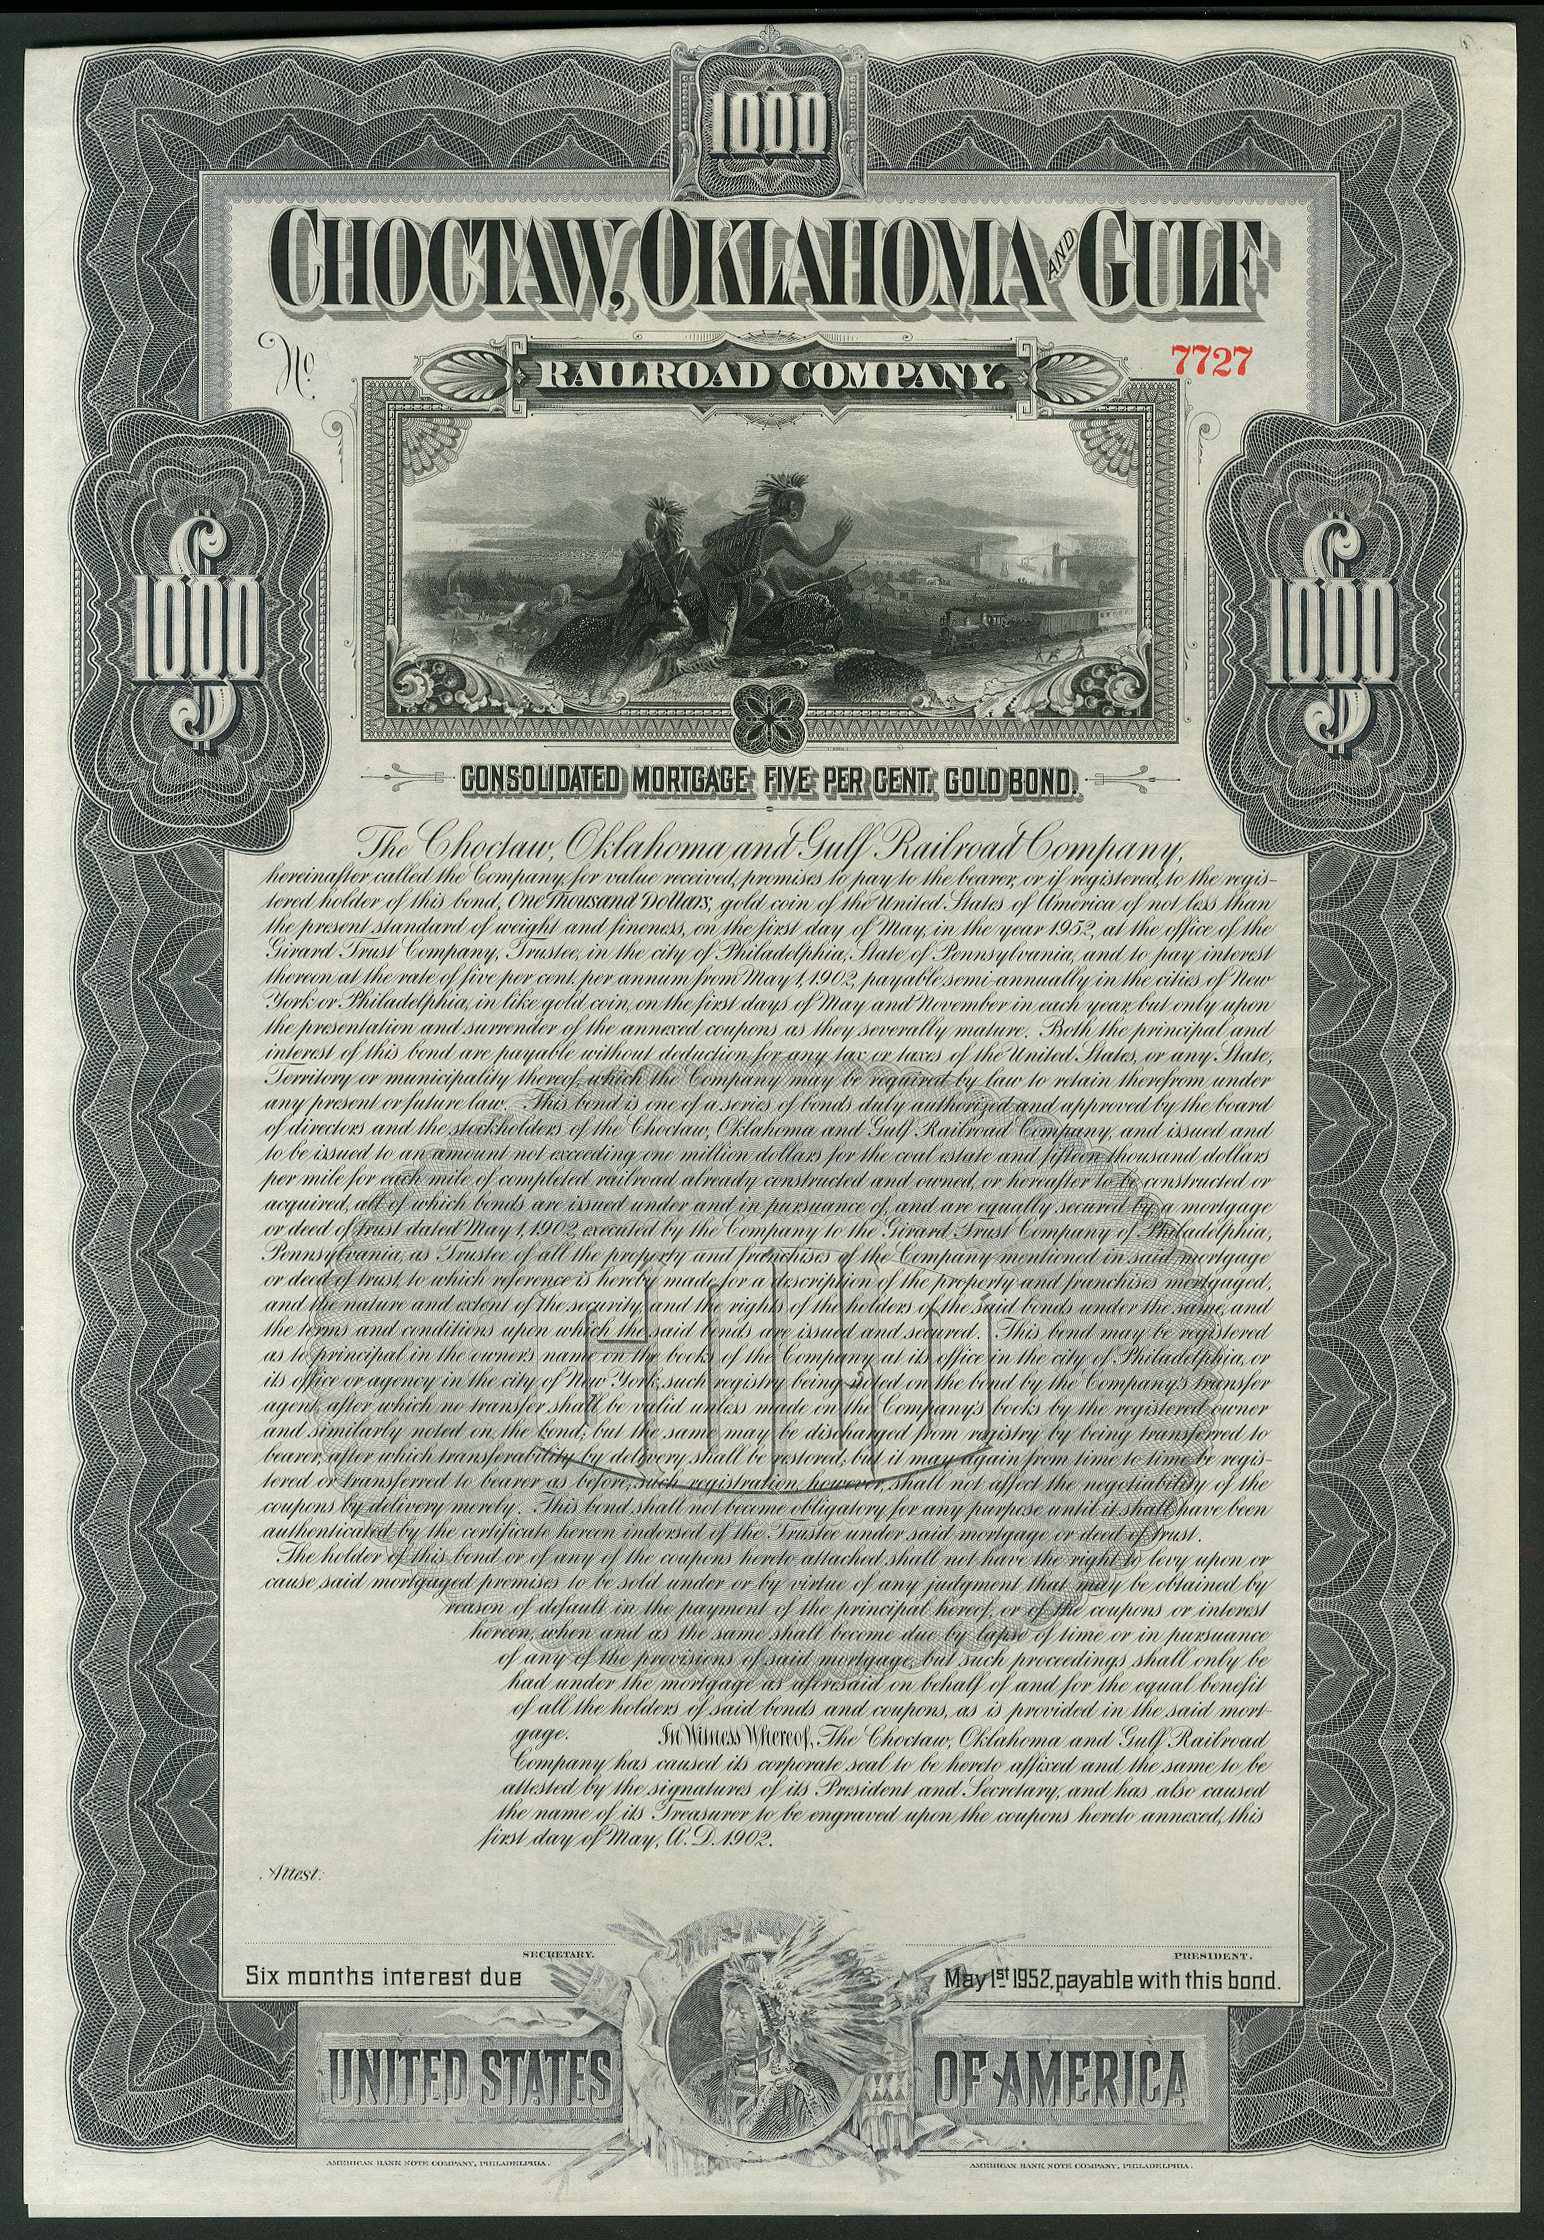 1000
CHOCTAW, OKLAHOMA AND GULF
No. 7727
RAILROAD COMPANY.
$1000 $1000
CONSOLIDATED MORTGAGE FIVE PER CENT. GOLD BOND.
The Choctaw, Oklahoma and Gulf Railroad Company,
hereinafter called the Company, for value received, promises to pay to the bearer, or if registered, to the regis-
tered holder of this bond, One Thousand Dollars, gold coin of the United States of America of not less than
the present standard of weight and fineness, on the first day of May, in the year 1952, at the office of the
Girard Trust Company, Trustee, in the city of Philadelphia, State of Pennsylvania, and to pay interest
thereon at the rate of five per cent. per annum from May 1, 1902, payable semi-annually in the cities of New
York or Philadelphia, in like gold coin, on the first days of May and November in each year, but only upon
the presentation and surrender of the annexed coupons as they severally mature. Both the principal and
interest of this bond are payable without deduction for any tax or taxes of the United States, or any State,
Territory or municipality thereof, which the Company may be required by law to retain therefrom under
any present or future law. This bond is one of a series of bonds duly authorized and approved by the board
of directors and the stockholders of the Choctaw, Oklahoma and Gulf Railroad Company, and issued and
to be issued to an amount not exceeding one million dollars for the coal estate and fifteen thousand dollars
per mile for each mile of completed railroad already constructed and owned, or hereafter to be constructed or
acquired, all of which bonds are issued under and in pursuance of, and are equally secured by, a mortgage
or deed of trust dated May 1, 1902, executed by the Company to the Girard Trust Company of Philadelphia,
Pennsylvania, as Trustee of all the property and franchises of the Company mentioned in said mortgage
or deed of trust, to which reference is hereby made for a description of the property and franchises mortgaged,
and the nature and extent of the security, and the rights of the holders of the said bonds under the same, and
the terms and conditions upon which the said bonds are issued and secured. This bond may be registered
as to principal in the owner's name on the books of the Company at its office in the city of Philadelphia, or
its office or agency in the city of New York, such registry being noted on the bond by the Company's transfer
agent, after which no transfer shall be valid unless made on the Company's books by the registered owner
and similarly noted on the bond; but the same may be discharged from registry by being transferred to
bearer, after which transferability by delivery shall be restored; but it may again from time to time be regis-
tered or transferred to bearer as before; such registration, however, shall not affect the negotiability of the
coupons by delivery merely. This bond shall not become obligatory for any purpose until it shall have been
authenticated by the certificate hereon indorsed of the Trustee under said mortgage or deed of trust.
The holder of this bond or of any of the coupons hereto attached, shall not have the right to levy upon or
cause said mortgaged premises to be sold under or by virtue of any judgment that may be obtained by
reason of default in the payment of the principal hereof, or of the coupons or interest
hereon, when and as the same shall become due by lapse of time or in pursuance
of any of the provisions of said mortgage, but such proceedings shall only be
had under the mortgage as aforesaid on behalf of and for the equal benefit
of all the holders of said bonds and coupons, as is provided in the said mort-
gage. In Witness Whereof, The Choctaw, Oklahoma and Gulf Railroad
Company has caused its corporate seal to be hereto affixed and the same to be
attested by the signatures of its President and Secretary, and has also caused
the name of its Treasurer to be engraved upon the coupons hereto annexed, this
first day of May, A.D. 1902.
Attest:
SECRETARY. PRESIDENT.
Six months interest due May 1st 1952, payable with this bond.
UNITED STATES OF AMERICA
AMERICAN BANK NOTE COMPANY, PHILADELPHIA. AMERICAN BANK NOTE COMPANY, PHILADELPHIA.